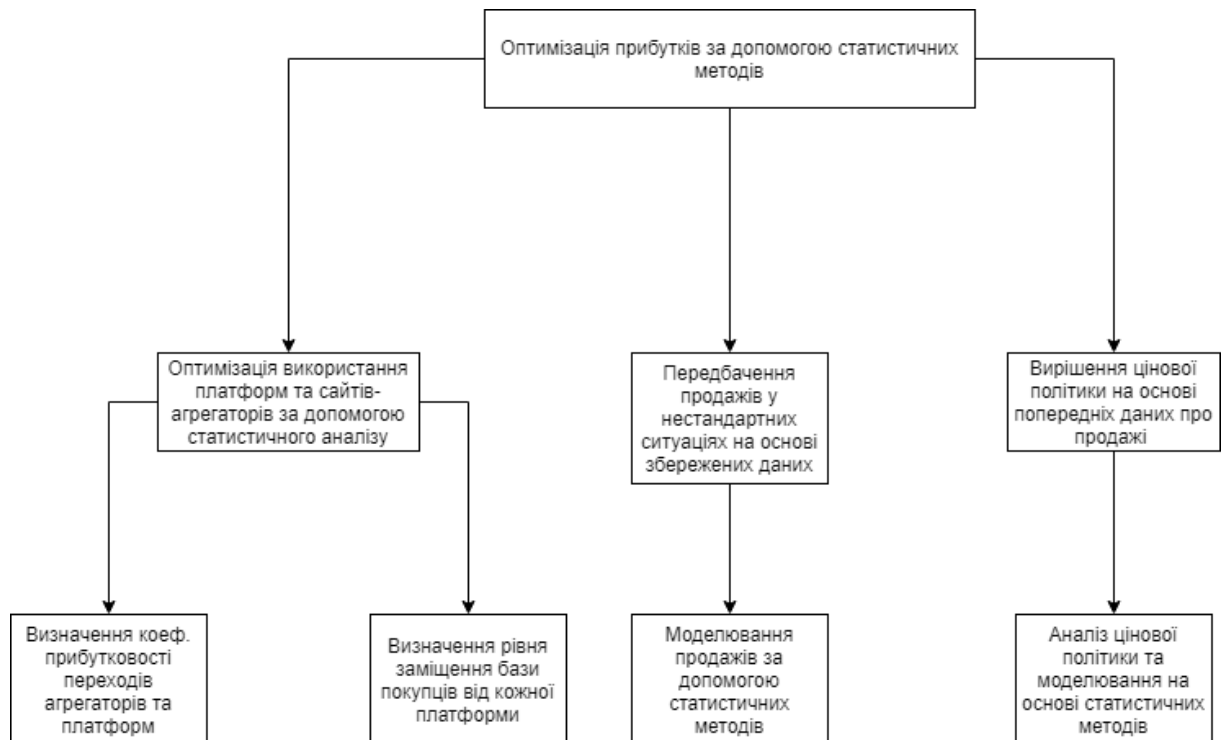 Оптимізація прибутків за допомогою статистичних
методів
Оптимізація використання
платформ та сайтів-
агрегаторів за допомогою
статистичного аналізу
Передбачення
продажів у
нестандартних
ситуаціях на основі
збережених даних
Вирішення цінової
політики на основі
попередніх даних про
продажі
Визначення коеф.
прибутковості
переходів
агрегаторів та
платформ
Визначення рівня
заміщення бази
покупців від кожної
платформи
Моделювання
продажів за
допомогою
статистичних
методів
Аналіз цінової
політики та
моделювання на
основі статистичних
методів